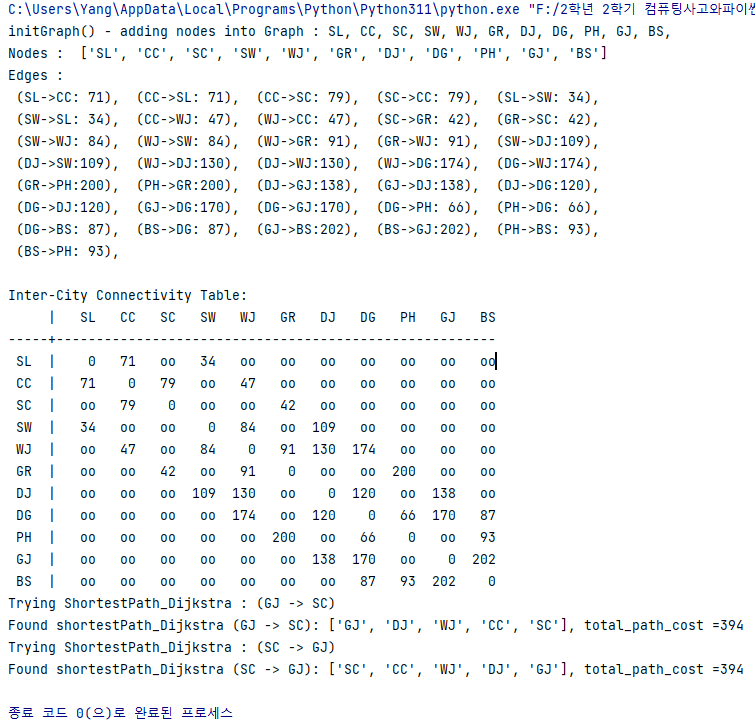 C:\Users\Yang\AppData\Local\Programs\Python\Python311\python.exe "F:/2학년 2학기 컴퓨팅사고와파이썬
initGraph() - adding nodes into Graph : SL, CC, SC, SW, WJ, GR, DJ, DG, PH, GJ, BS,
Nodes :  ['SL', 'CC', 'SC', 'SW', 'WJ', 'GR', 'DJ', 'DG', 'PH', 'GJ', 'BS']
Edges :
 (SL->CC: 71),  (CC->SL: 71),  (CC->SC: 79),  (SC->CC: 79),  (SL->SW: 34),
 (SW->SL: 34),  (CC->WJ: 47),  (WJ->CC: 47),  (SC->GR: 42),  (GR->SC: 42),
 (SW->WJ: 84),  (WJ->SW: 84),  (WJ->GR: 91),  (GR->WJ: 91),  (SW->DJ:109),
 (DJ->SW:109),  (WJ->DJ:130),  (DJ->WJ:130),  (WJ->DG:174),  (DG->WJ:174),
 (GR->PH:200),  (PH->GR:200),  (DJ->GJ:138),  (GJ->DJ:138),  (DJ->DG:120),
 (DG->DJ:120),  (GJ->DG:170),  (DG->GJ:170),  (DG->PH: 66),  (PH->DG: 66),
 (DG->BS: 87),  (BS->DG: 87),  (GJ->BS:202),  (BS->GJ:202),  (PH->BS: 93),
 (BS->PH: 93),
Inter-City Connectivity Table:
     |   SL   CC   SC   SW   WJ   GR   DJ   DG   PH   GJ   BS
-----+-------------------------------------------------------
 SL  |    0   71   oo   34   oo   oo   oo   oo   oo   oo   oo
 CC  |   71    0   79   oo   47   oo   oo   oo   oo   oo   oo
 SC  |   oo   79    0   oo   oo   42   oo   oo   oo   oo   oo
 SW  |   34   oo   oo    0   84   oo  109   oo   oo   oo   oo
 WJ  |   oo   47   oo   84    0   91  130  174   oo   oo   oo
 GR  |   oo   oo   42   oo   91    0   oo   oo  200   oo   oo
 DJ  |   oo   oo   oo  109  130   oo    0  120   oo  138   oo
 DG  |   oo   oo   oo   oo  174   oo  120    0   66  170   87
 PH  |   oo   oo   oo   oo   oo  200   oo   66    0   oo   93
 GJ  |   oo   oo   oo   oo   oo   oo  138  170   oo    0  202
 BS  |   oo   oo   oo   oo   oo   oo   oo   87   93  202    0
Trying ShortestPath_Dijkstra : (GJ -> SC)
Found shortestPath_Dijkstra (GJ -> SC): ['GJ', 'DJ', 'WJ', 'CC', 'SC'], total_path_cost =394
Trying ShortestPath_Dijkstra : (SC -> GJ)
Found shortestPath_Dijkstra (SC -> GJ): ['SC', 'CC', 'WJ', 'DJ', 'GJ'], total_path_cost =394
종료 코드 0(으)로 완료된 프로세스